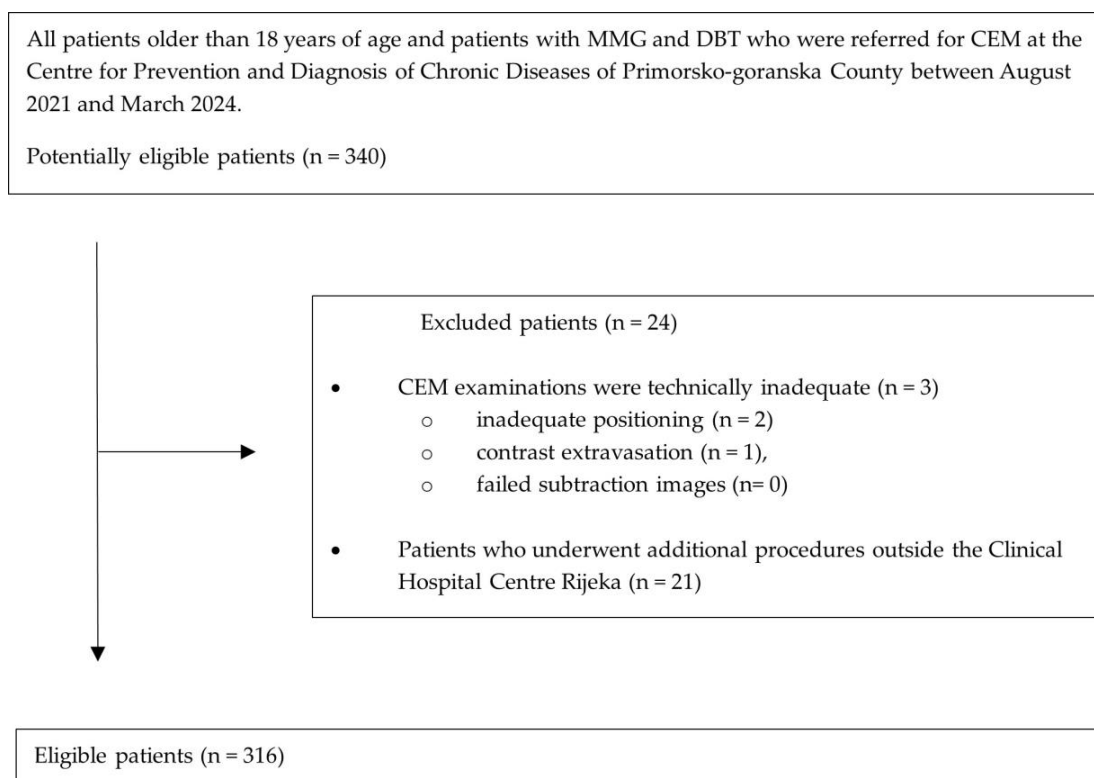 All patients older than 18 years of age and patients with MMG and DBT who were referred for CEM at the
Centre for Prevention and Diagnosis of Chronic Diseases of Primorsko-goranska County between August
2021 and March 2024.
Potentially eligible patients (n = 340)
Excluded patients (n = 24)
• CEM examinations were technically inadequate (n = 3)
o inadequate positioning (n = 2)
o contrast extravasation (n = 1),
o failed subtraction images (n= 0)
• Patients who underwent additional procedures outside the Clinical
Hospital Centre Rijeka (n = 21)
Eligible patients (n = 316)